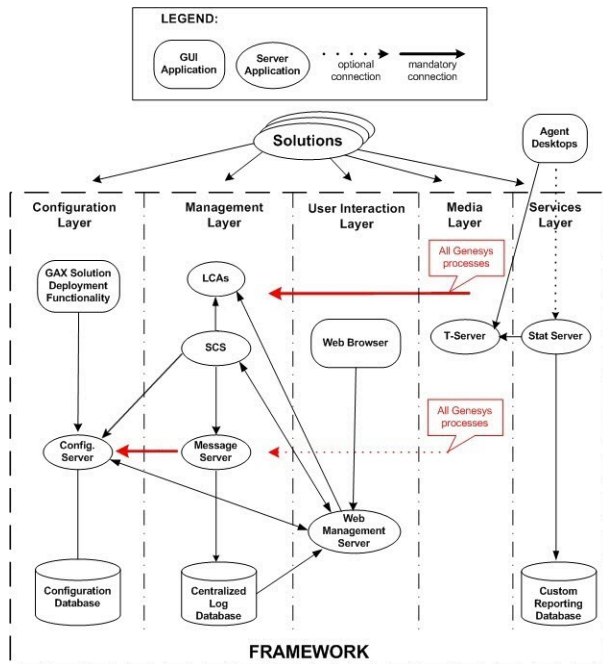 LEGEND:
GUI
Application
Server
Application
optional
connection
mandatory
connection
Solutions
Agent
Desktops
Configuration
Layer
Management
Layer
User Interaction
Layer
Media
Layer
Services
Layer
GAX Solution
Deployment
Functionality
LCAs
All Genesys
processes
SCS
Web Browser
T-Server
Stat Server
All Genesys
processes
Config.
Server
Message
Server
Web
Management
Server
Configuration
Database
Centralized
Log
Database
Custom
Reporting
Database
FRAMEWORK